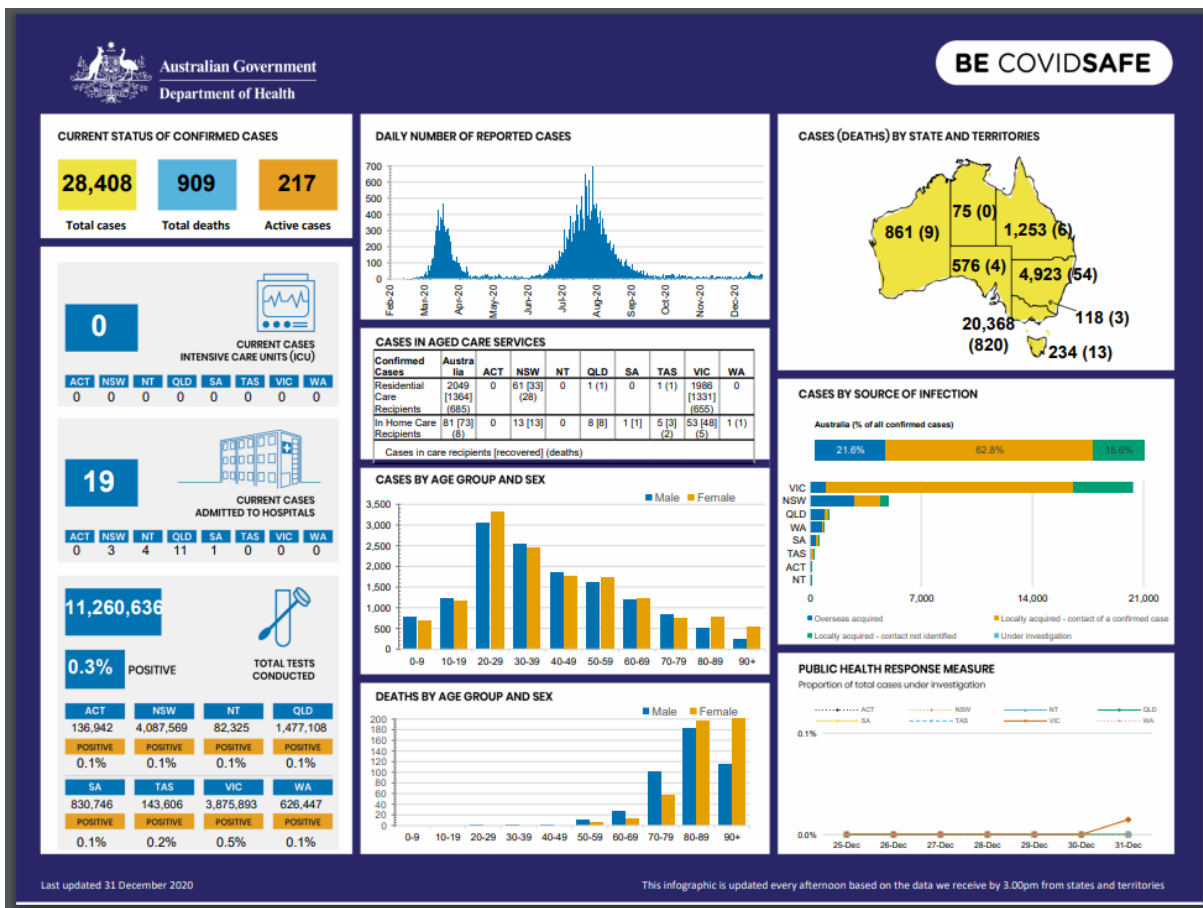 Australian Government
Department of Health
BE COVIDSAFE
CURRENT STATUS OF CONFIRMED CASES
28,408
909
217
Total cases
Total deaths
Active cases
0
CURRENT CASES
INTENSIVE CARE UNITS (ICU)
ACT NSW NT QLD SA TAS VIC WA
0 0 0 0 0 0 0 0
19
CURRENT CASES
ADMITTED TO HOSPITALS
ACT NSW NT QLD SA TAS VIC WA
0 3 4 11 1 0 0 0
11,260,636
0.3% POSITIVE
TOTAL TESTS
CONDUCTED
ACT NSW NT QLD
136,942 4,087,569 82,325 1,477,108
POSITIVE POSITIVE POSITIVE POSITIVE
0.1% 0.1% 0.1% 0.1%
SA TAS VIC WA
830,746 143,606 3,875,893 626,447
POSITIVE POSITIVE POSITIVE POSITIVE
0.1% 0.2% 0.5% 0.1%
DAILY NUMBER OF REPORTED CASES
700
600
500
400
300
200
100
0
Feb-20 Mar-20 Apr-20 May-20 Jun-20 Jul-20 Aug-20 Sep-20 Oct-20 Nov-20 Dec-20
CASES IN AGED CARE SERVICES
Confirmed Austra
Cases lia ACT NSW NT QLD SA TAS VIC WA
Residential 2049 0 61 [33] 0 1 (1) 0 1 (1) 1986 0
Care [1364] (28) [1331]
Recipients (685) (655)
In Home Care 81 [73] 0 13 [13] 0 8 [8] 1 [1] 5 [3] 53 [48] 1 (1)
Recipients (8) (2) (5)
Cases in care recipients [recovered] (deaths)
CASES BY AGE GROUP AND SEX
Male Female
3,500
3,000
2,500
2,000
1,500
1,000
500
0
0-9 10-19 20-29 30-39 40-49 50-59 60-69 70-79 80-89 90+
DEATHS BY AGE GROUP AND SEX
Male Female
200
180
160
140
120
100
80
60
40
20
0
0-9 10-19 20-29 30-39 40-49 50-59 60-69 70-79 80-89 90+
CASES (DEATHS) BY STATE AND TERRITORIES
75 (0)
861 (9)
1,253 (6)
576 (4)
4,923 (54)
118 (3)
20,368
(820)
234 (13)
CASES BY SOURCE OF INFECTION
Australia (% of all confirmed cases)
21.6% 62.8% 15.6%
VIC
NSW
QLD
WA
SA
TAS
ACT
NT
0 7,000 14,000 21,000
Overseas acquired
Locally acquired - contact of a confirmed case
Locally acquired - contact not identified
Under investigation
PUBLIC HEALTH RESPONSE MEASURE
Proportion of total cases under investigation
ACT NSW NT QLD
SA TAS VIC WA
0.1%
0.0%
25-Dec 26-Dec 27-Dec 28-Dec 29-Dec 30-Dec 31-Dec
Last updated 31 December 2020
This infographic is updated every afternoon based on the data we receive by 3.00pm from states and territories